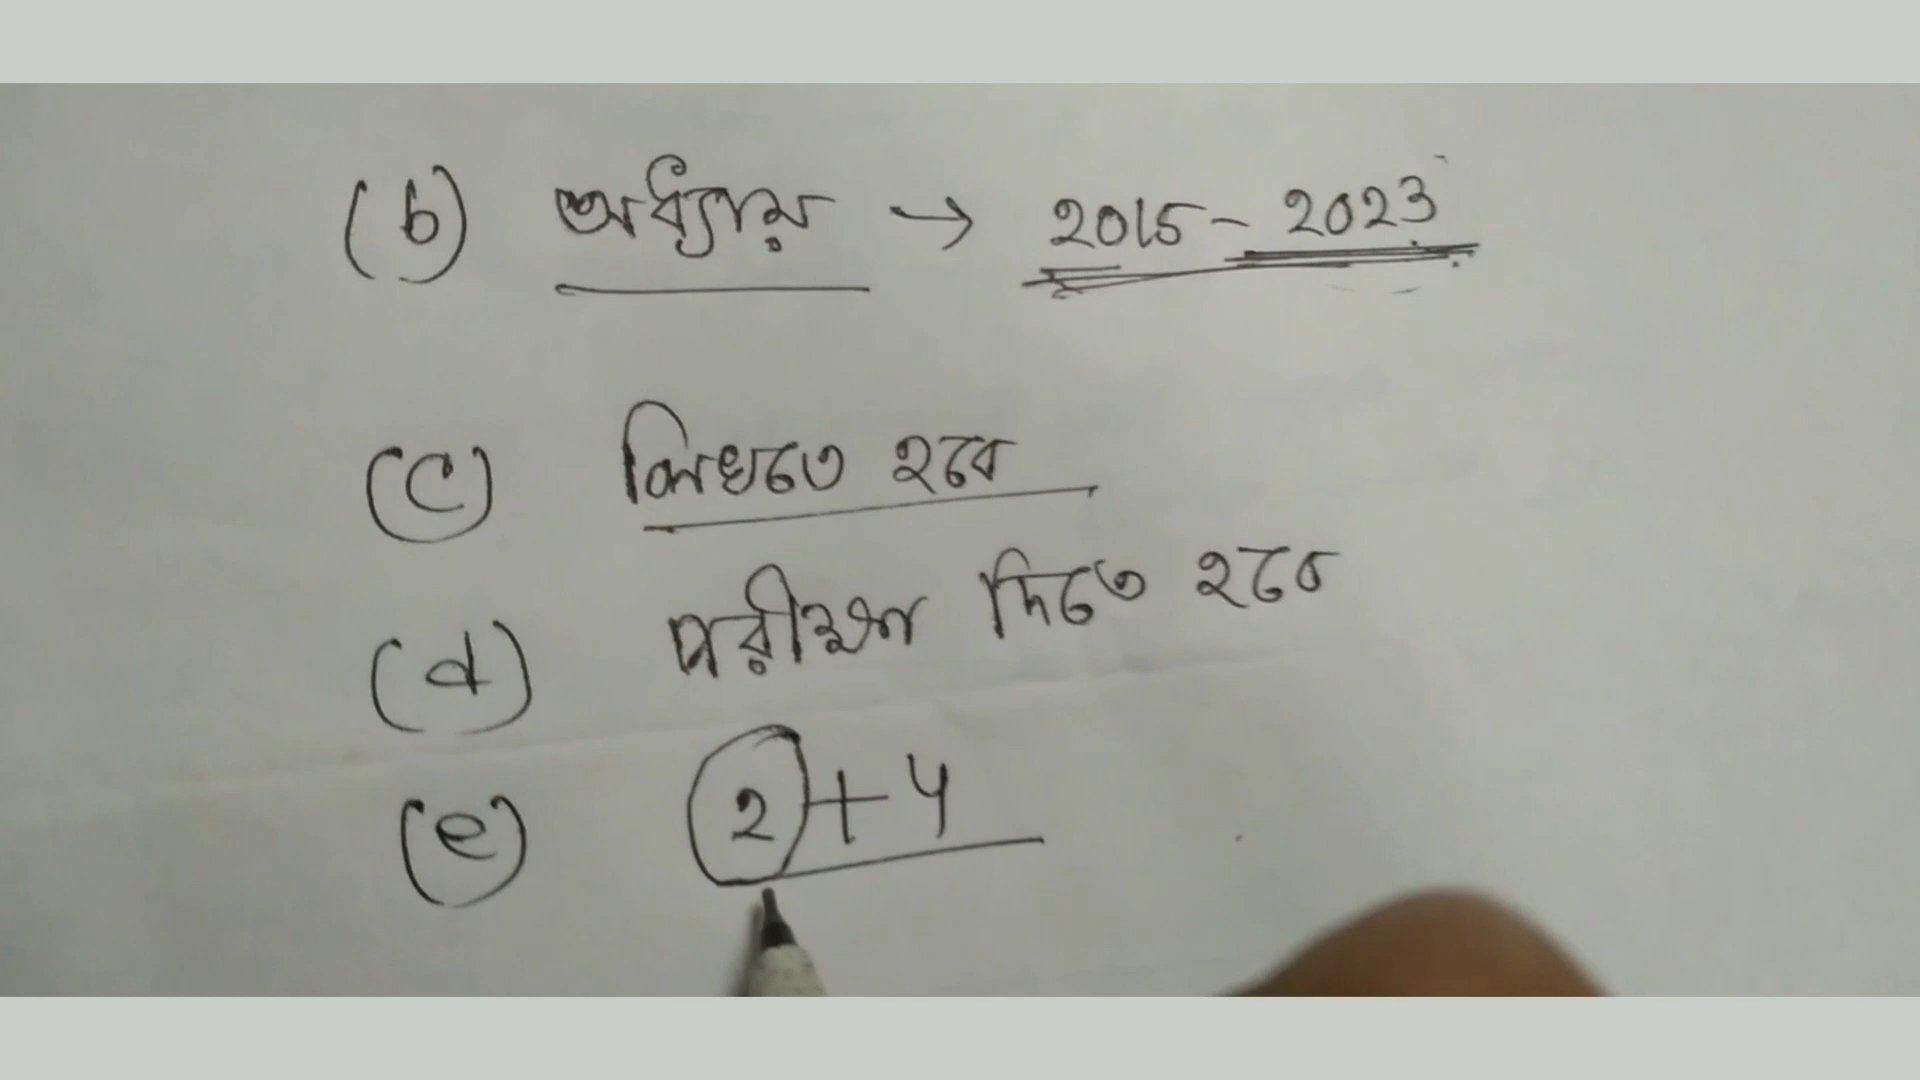 (b) অধ্যায় → 2015 - 2023
(c) লিখতে হবে
(d) পরীক্ষা দিতে হবে
(e) 2 + 4